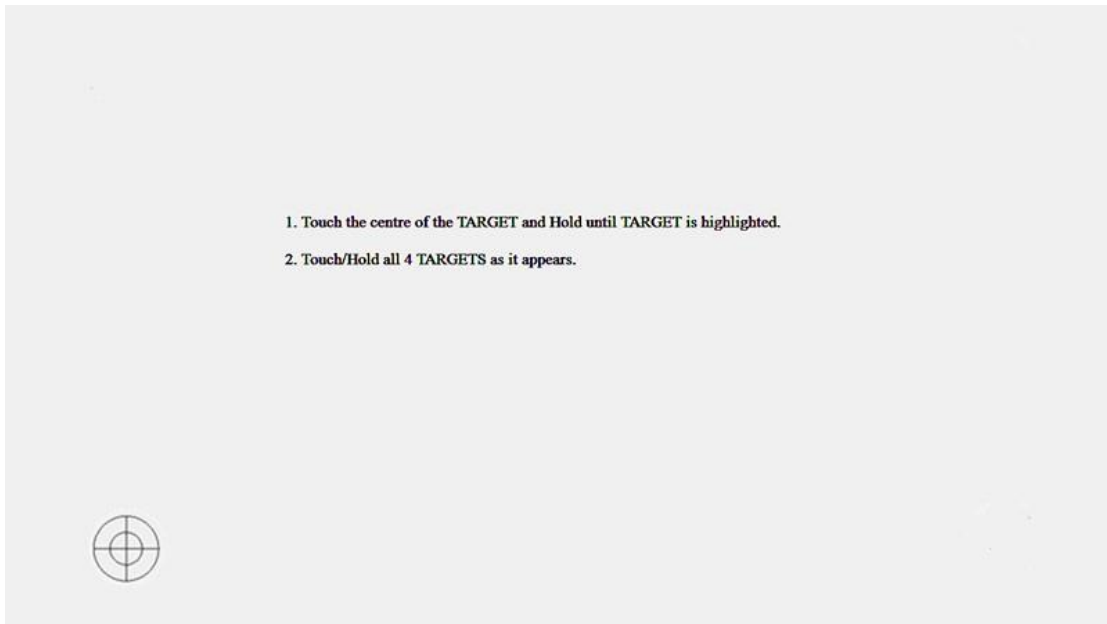 1. Touch the centre of the TARGET and Hold until TARGET is highlighted.
2. Touch/Hold all 4 TARGETS as it appears.